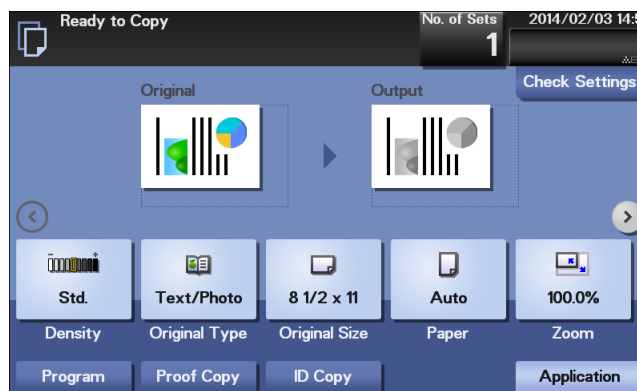 Ready to Copy
No. of Sets
1
2014/02/03 14:5
Check Settings
Original
Output
Std.
Text/Photo
8 1/2 x 11
Auto
100.0%
Density
Original Type
Original Size
Paper
Zoom
Program
Proof Copy
ID Copy
Application